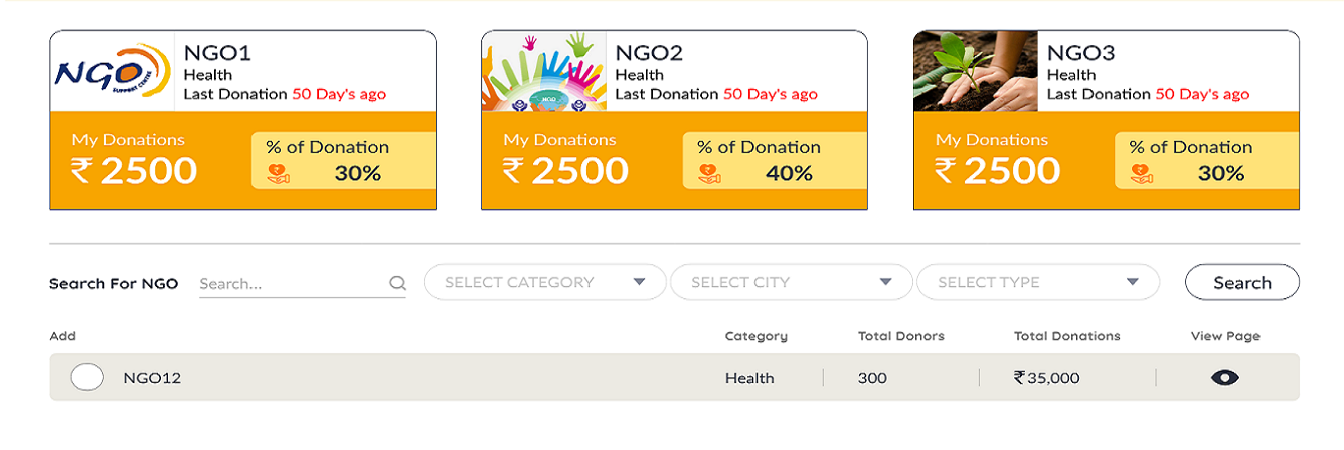 NGO
SUPPORT CENTRE
NGO1
Health
Last Donation 50 Day's ago
My Donations
₹ 2500
% of Donation
30%
NGO2
Health
Last Donation 50 Day's ago
My Donations
₹ 2500
% of Donation
40%
NGO3
Health
Last Donation 50 Day's ago
My Donations
₹ 2500
% of Donation
30%
Search For NGO Search... SELECT CATEGORY SELECT CITY SELECT TYPE Search
Add Category Total Donors Total Donations View Page
NGO12 Health 300 ₹35,000